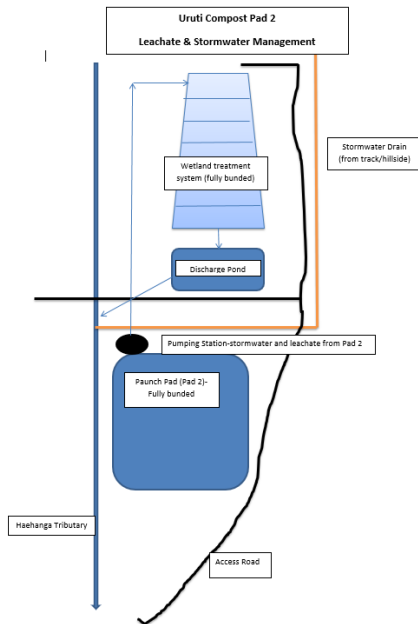 Uruti Compost Pad 2
Leachate & Stormwater Management
Stormwater Drain
(from track/hillside)
Wetland treatment
system (fully bunded)
Discharge Pond
Pumping Station-stormwater and leachate from Pad 2
Paunch Pad (Pad 2)-
Fully bunded
Haehanga Tributary
Access Road